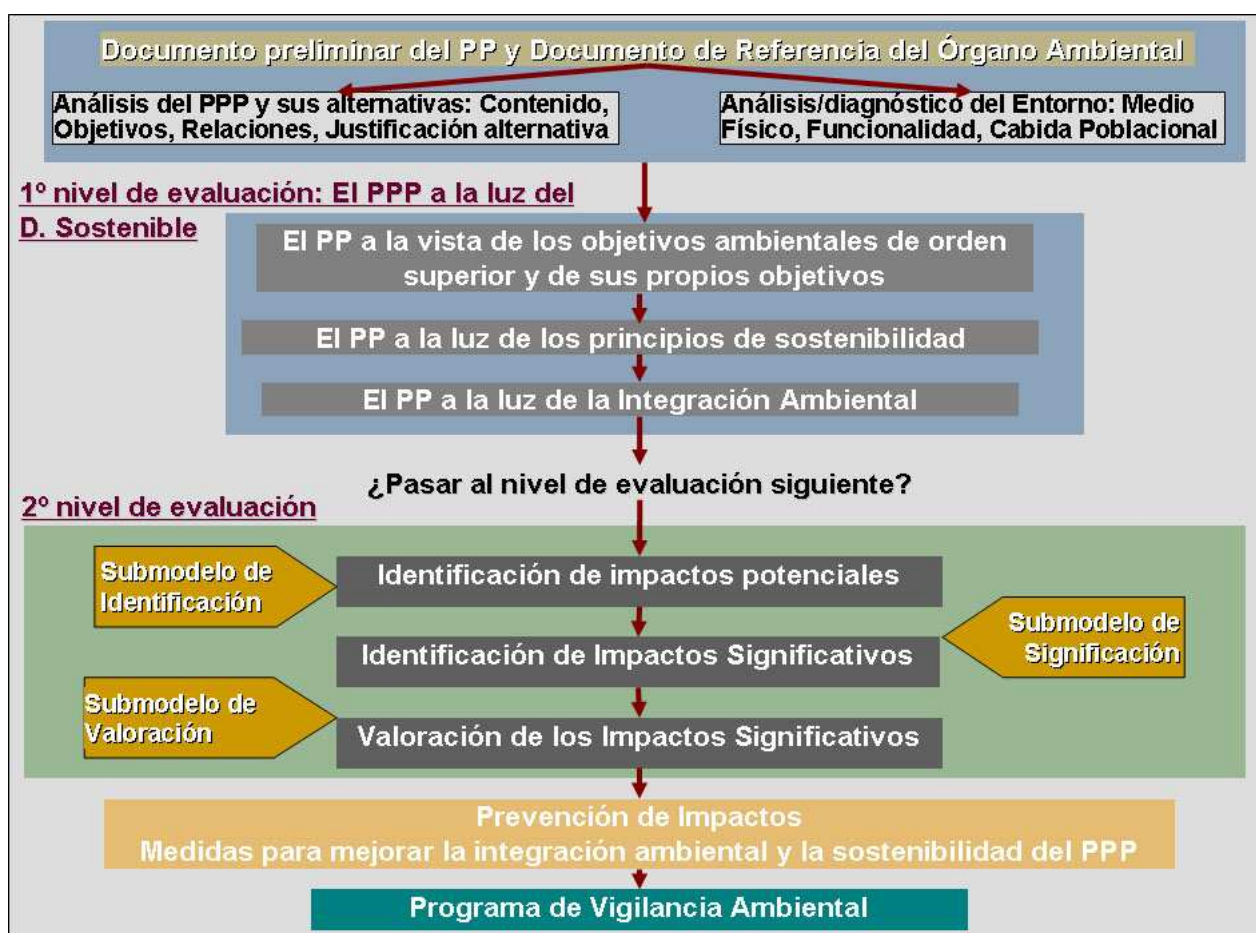 Documento preliminar del PP y Documento de Referencia del Órgano Ambiental
Análisis del PPP y sus alternativas: Contenido,
Objetivos, Relaciones, Justificación alternativa
Análisis/diagnóstico del Entorno: Medio
Físico, Funcionalidad, Cabida Poblacional
1º nivel de evaluación: El PPP a la luz del
D. Sostenible
El PP a la vista de los objetivos ambientales de orden
superior y de sus propios objetivos
El PP a la luz de los principios de sostenibilidad
El PP a la luz de la Integración Ambiental
¿Pasar al nivel de evaluación siguiente?
2º nivel de evaluación
Submodelo de
Identificación
Identificación de impactos potenciales
Submodelo de
Significación
Identificación de Impactos Significativos
Submodelo de
Valoración
Valoración de los Impactos Significativos
Prevención de Impactos
Medidas para mejorar la integración ambiental y la sostenibilidad del PPP
Programa de Vigilancia Ambiental